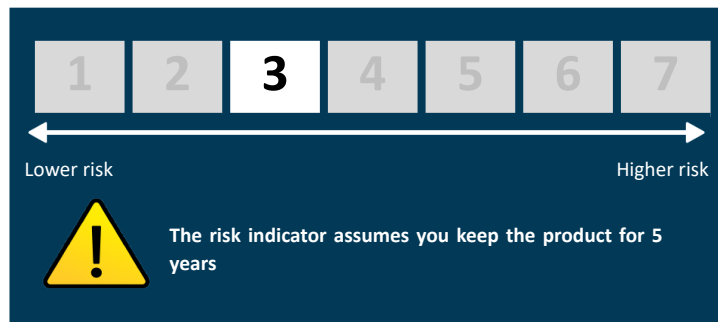 1 2 3 4 5 6 7
Lower risk Higher risk
!
The risk indicator assumes you keep the product for 5
years